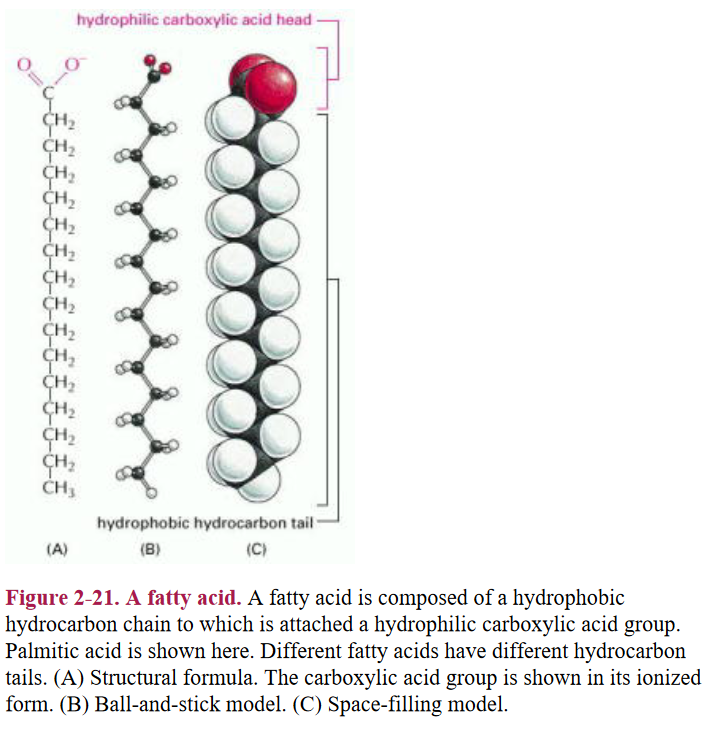 hydrophilic carboxylic acid head
O O⁻
C
CH₂
CH₂
CH₂
CH₂
CH₂
CH₂
CH₂
CH₂
CH₂
CH₂
CH₂
CH₂
CH₂
CH₂
CH₃
hydrophobic hydrocarbon tail
(A) (B) (C)
Figure 2-21. A fatty acid. A fatty acid is composed of a hydrophobic
hydrocarbon chain to which is attached a hydrophilic carboxylic acid group.
Palmitic acid is shown here. Different fatty acids have different hydrocarbon
tails. (A) Structural formula. The carboxylic acid group is shown in its ionized
form. (B) Ball-and-stick model. (C) Space-filling model.